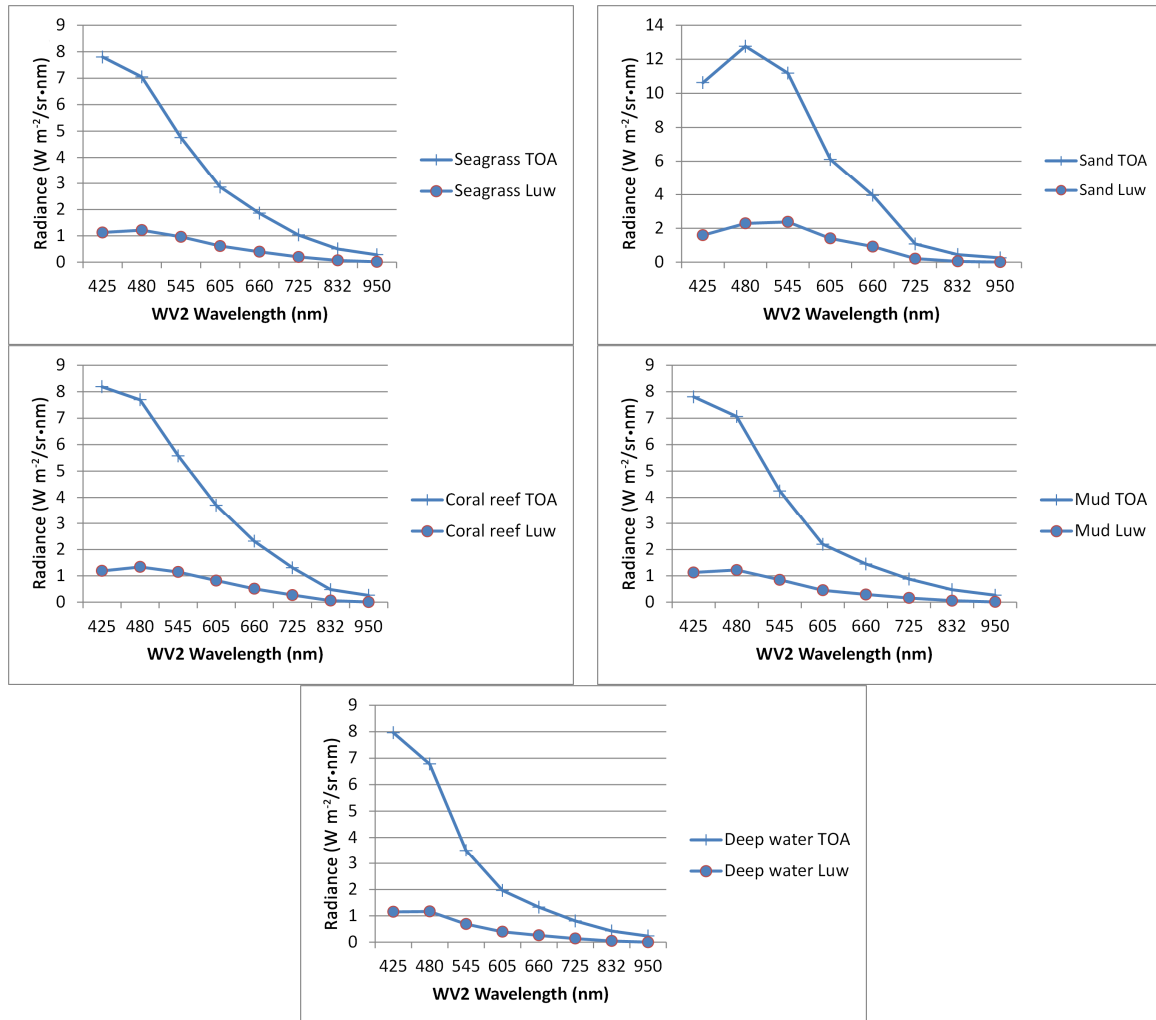 Radiance (W m-2/sr•nm)
9
8
7
6
5
4
3
2
1
0
425 480 545 605 660 725 832 950
WV2 Wavelength (nm)
Seagrass TOA
Seagrass Luw
Radiance (W m-2/sr•nm)
14
12
10
8
6
4
2
0
425 480 545 605 660 725 832 950
WV2 Wavelength (nm)
Sand TOA
Sand Luw
Radiance (W m-2/sr•nm)
9
8
7
6
5
4
3
2
1
0
425 480 545 605 660 725 832 950
WV2 Wavelength (nm)
Coral reef TOA
Coral reef Luw
Radiance (W m-2/sr•nm)
9
8
7
6
5
4
3
2
1
0
425 480 545 605 660 725 832 950
WV2 Wavelength (nm)
Mud TOA
Mud Luw
Radiance (W m-2/sr•nm)
9
8
7
6
5
4
3
2
1
0
425 480 545 605 660 725 832 950
WV2 Wavelength (nm)
Deep water TOA
Deep water Luw